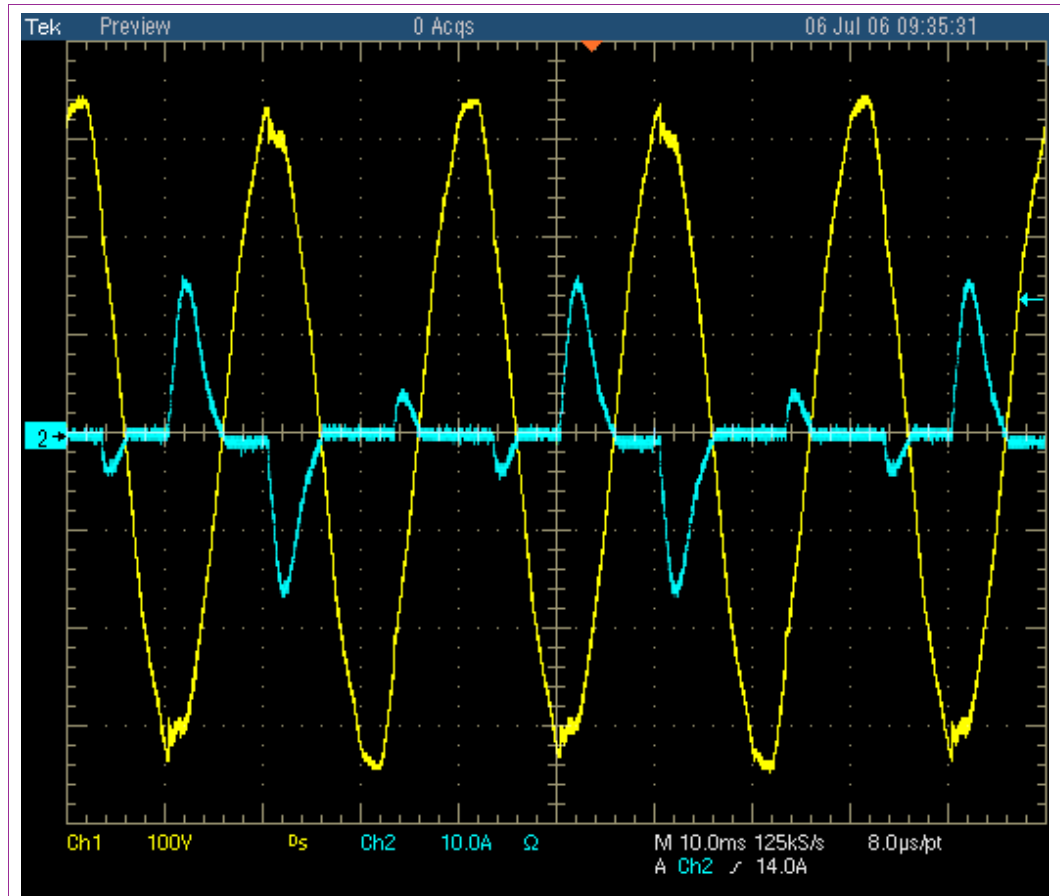 Tek Preview 0 Acqs 06 Jul 06 09:35:31
2
Ch1 100V Ds Ch2 10.0A Ω M 10.0ms 125kS/s 8.0µs/pt
A Ch2 ∕ 14.0A